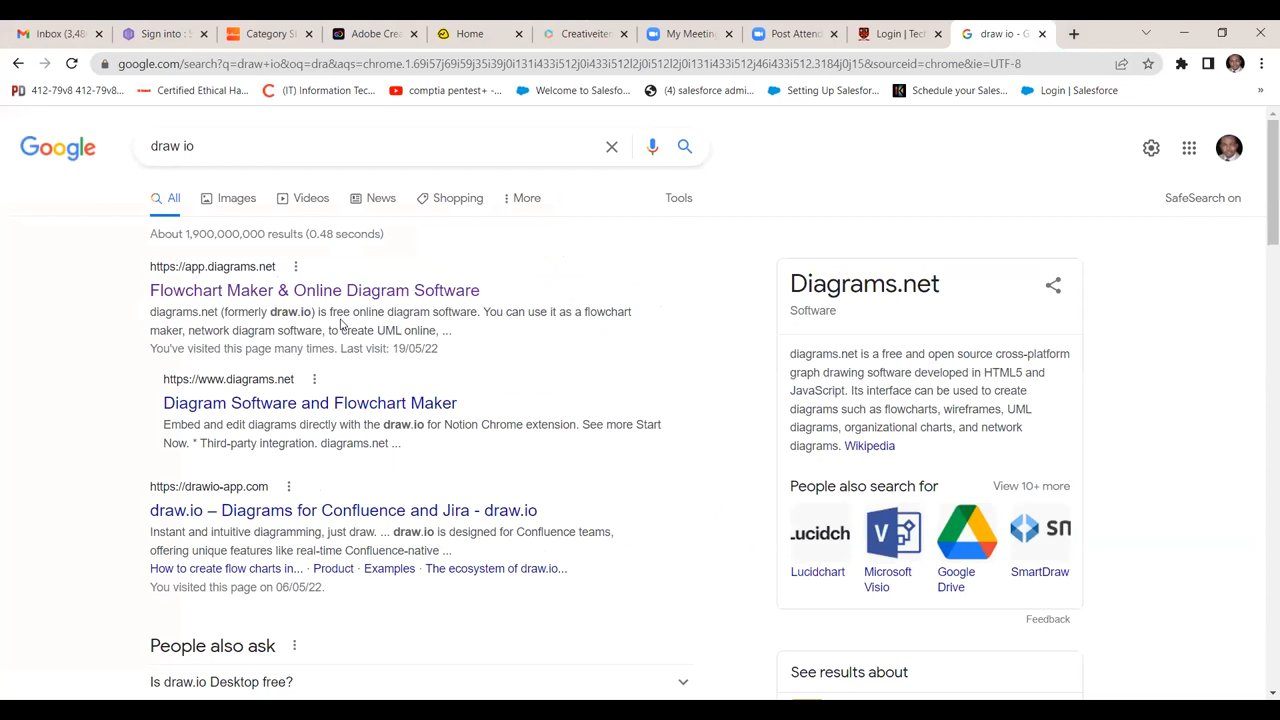 Inbox (3,48
Sign into : S
Category Si
Adobe Crea
Home
Creativeiten
My Meeting
Post Attend
Login | Tech
draw io - G
google.com/search?q=draw+io&oq=dra&aqs=chrome.1.69i57j69i59j35i39j0i131i433i512j0i433i512l2j0i512l2j0i131i433i512j46i433i512.3184j0j15&sourceid=chrome&ie=UTF-8
PD 412-79v8 412-79v8...
Certified Ethical Ha...
(IT) Information Tec...
comptia pentest+ -...
Welcome to Salesfo...
(4) salesforce admi...
Setting Up Salesfor...
Schedule your Sales...
Login | Salesforce
»
Google
draw io
All
Images
Videos
News
Shopping
More
Tools
SafeSearch on
About 1,900,000,000 results (0.48 seconds)
https://app.diagrams.net
Flowchart Maker & Online Diagram Software
diagrams.net (formerly draw.io) is free online diagram software. You can use it as a flowchart
maker, network diagram software, to create UML online, ...
You've visited this page many times. Last visit: 19/05/22
https://www.diagrams.net
Diagram Software and Flowchart Maker
Embed and edit diagrams directly with the draw.io for Notion Chrome extension. See more Start
Now. * Third-party integration. diagrams.net ...
https://drawio-app.com
draw.io – Diagrams for Confluence and Jira - draw.io
Instant and intuitive diagramming, just draw. ... draw.io is designed for Confluence teams,
offering unique features like real-time Confluence-native ...
How to create flow charts in... · Product · Examples · The ecosystem of draw.io...
You visited this page on 06/05/22.
People also ask
Is draw.io Desktop free?
Diagrams.net
Software
diagrams.net is a free and open source cross-platform
graph drawing software developed in HTML5 and
JavaScript. Its interface can be used to create
diagrams such as flowcharts, wireframes, UML
diagrams, organizational charts, and network
diagrams. Wikipedia
People also search for
View 10+ more
Lucidch
SM
Lucidchart
Microsoft
Visio
Google
Drive
SmartDraw
Feedback
See results about